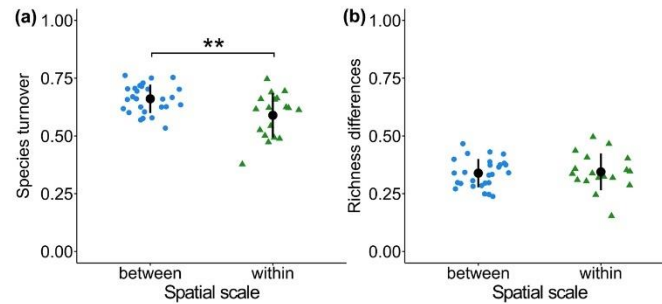 (a)
1.00
0.75
0.50
0.25
0.00
Species turnover
**
between
within
Spatial scale
(b)
1.00
0.75
0.50
0.25
0.00
Richness differences
between
within
Spatial scale